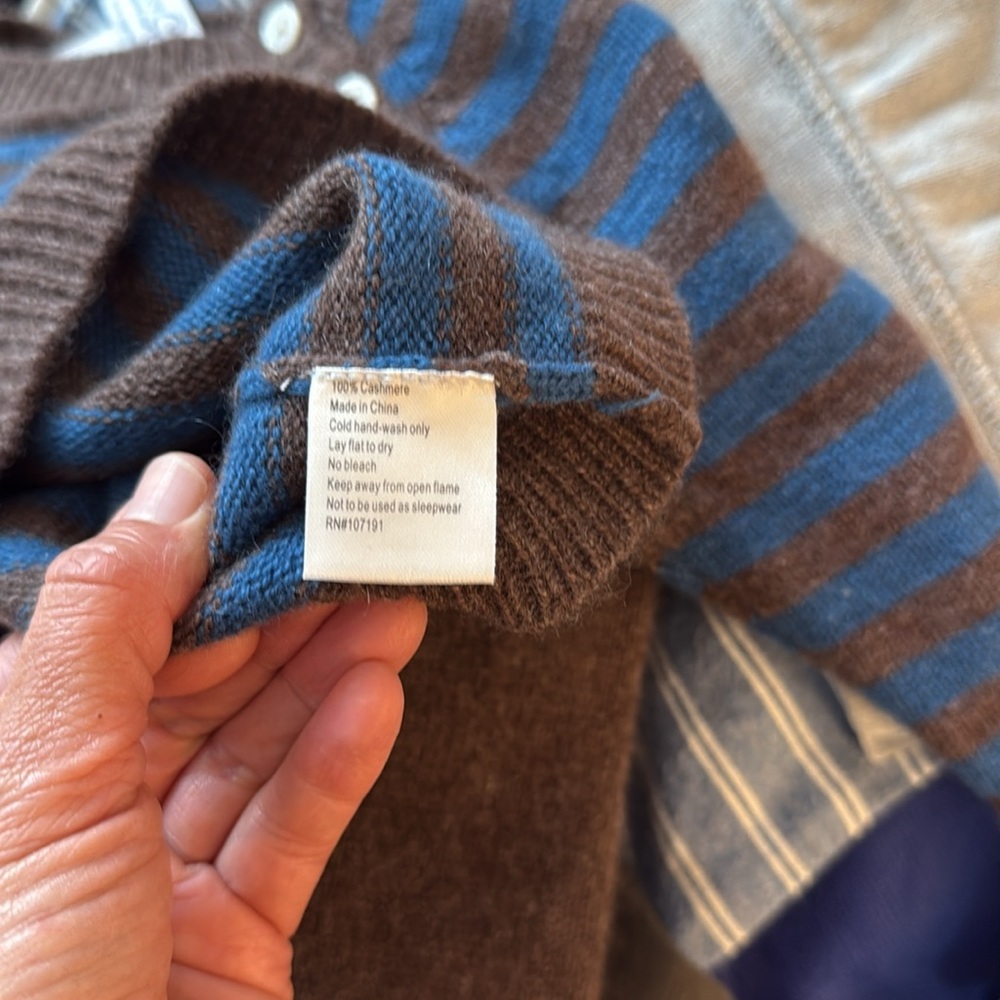 100% Cashmere
Made in China
Cold hand-wash only
Lay flat to dry
No bleach
Keep away from open flame
Not to be used as sleepwear
RN#107191